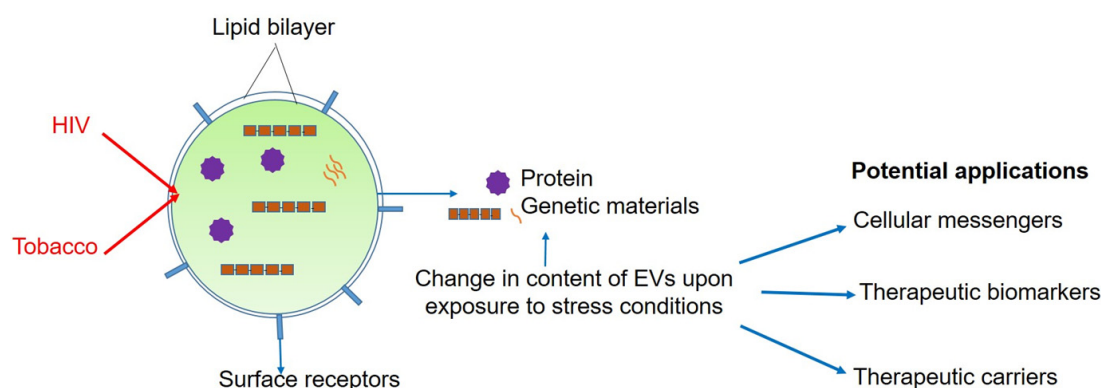 Lipid bilayer
HIV
Tobacco
Protein
Genetic materials
Change in content of EVs upon
exposure to stress conditions
Surface receptors
Potential applications
Cellular messengers
Therapeutic biomarkers
Therapeutic carriers